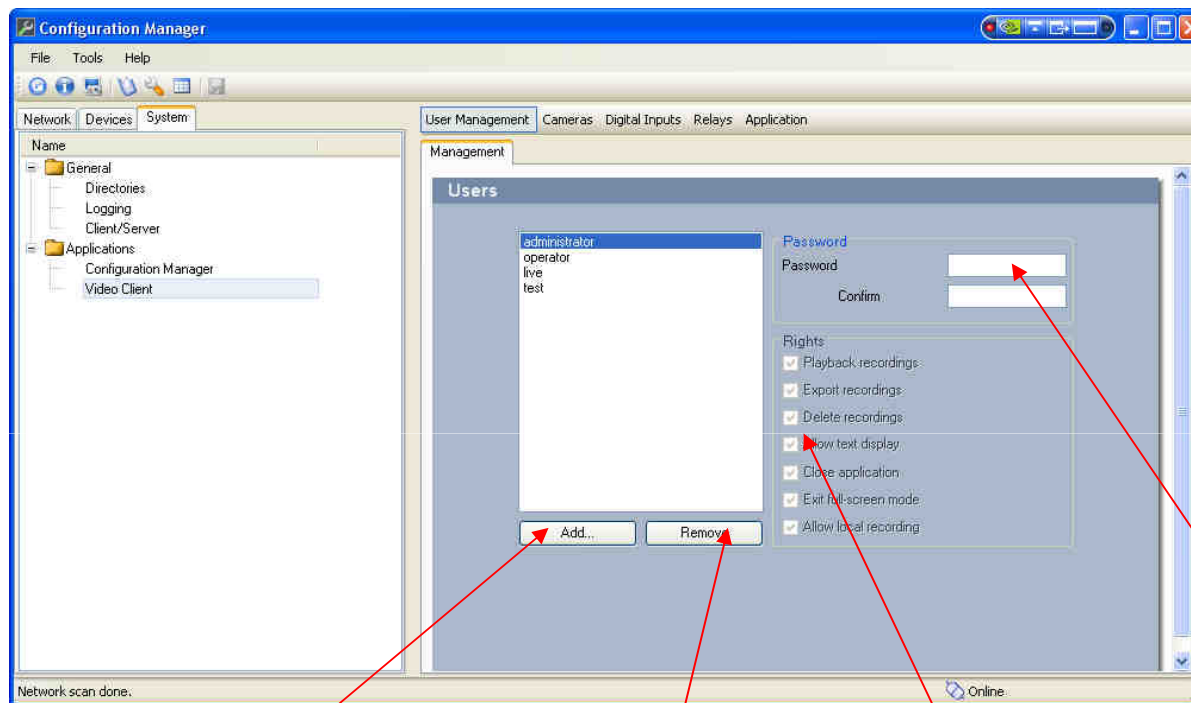 Configuration Manager
File Tools Help
Network Devices System
Name
General
Directories
Logging
Client/Server
Applications
Configuration Manager
Video Client
User Management Cameras Digital Inputs Relays Application
Management
Users
administrator
operator
live
test
Add...
Remove
Password
Password
Confirm
Rights
Playback recordings
Export recordings
Delete recordings
Allow text display
Close application
Exit full-screen mode
Allow local recording
Network scan done.
Online